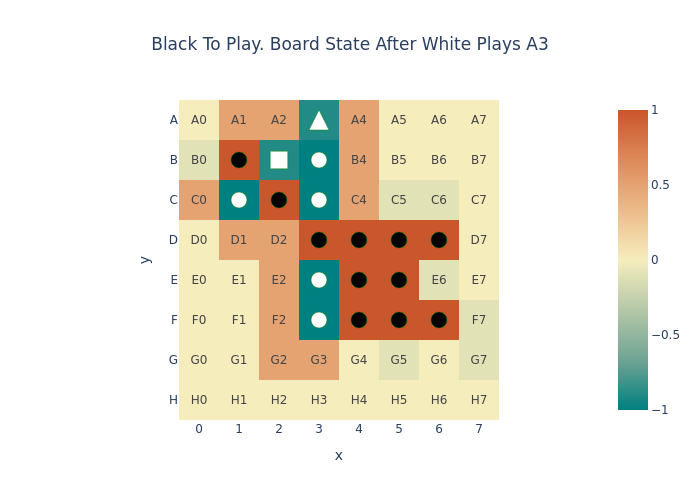 Black To Play. Board State After White Plays A3
A A0 A1 A2 A4 A5 A6 A7
B B0 B4 B5 B6 B7
C C0 C4 C5 C6 C7
D D0 D1 D2 D7
E E0 E1 E2 E6 E7
F F0 F1 F2 F7
G G0 G1 G2 G3 G4 G5 G6 G7
H H0 H1 H2 H3 H4 H5 H6 H7
0 1 2 3 4 5 6 7
x
y
1
0.5
0
−0.5
−1